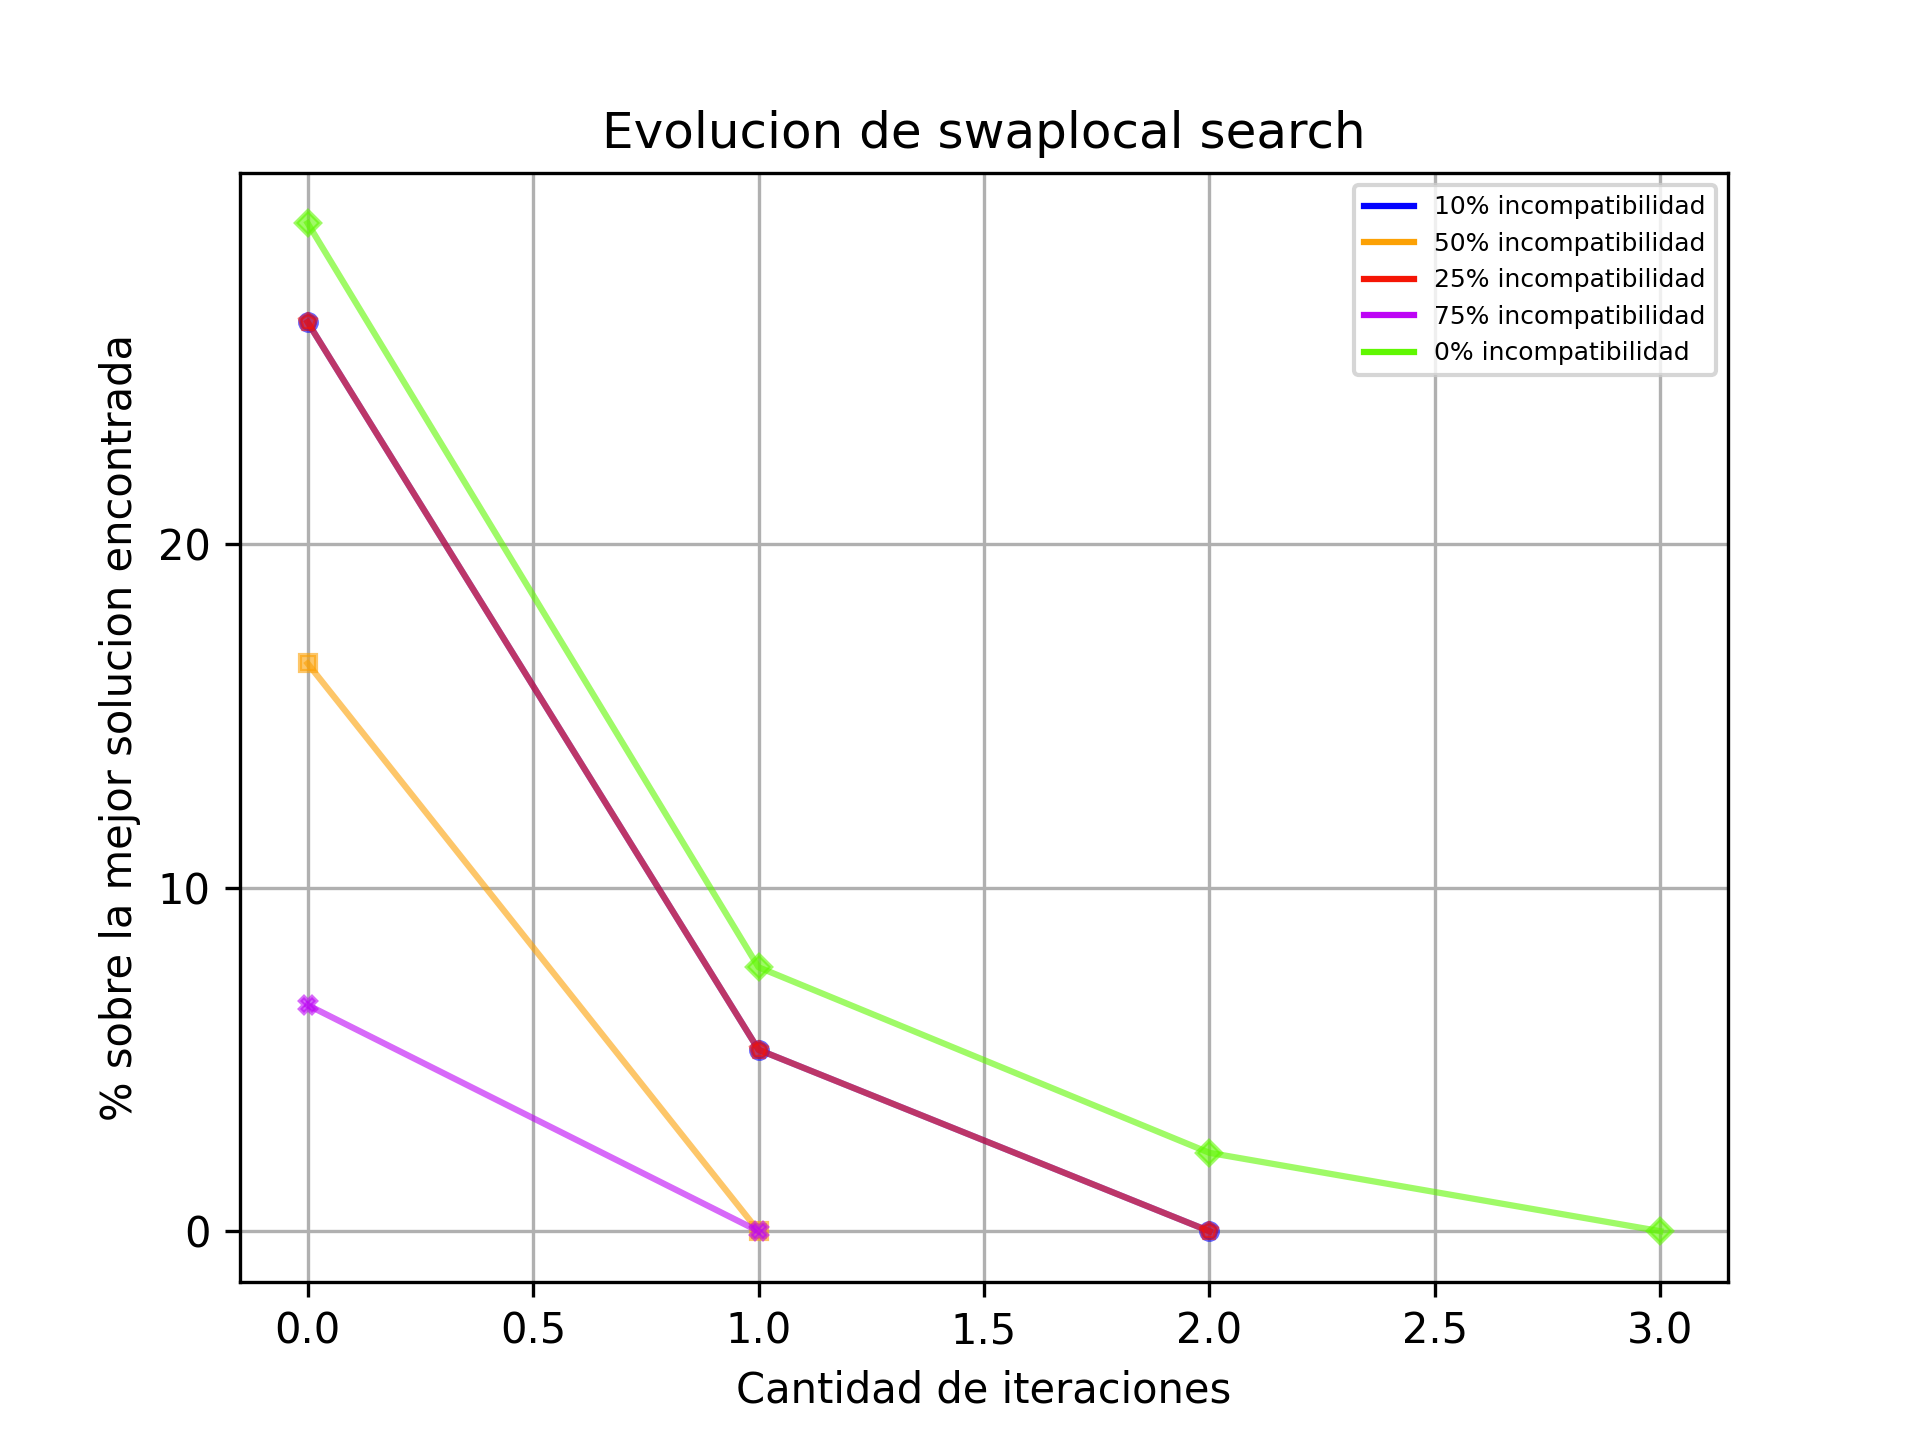 Evolucion de swaplocal search
10% incompatibilidad
50% incompatibilidad
25% incompatibilidad
75% incompatibilidad
0% incompatibilidad
% sobre la mejor solucion encontrada
20
10
0
0.0 0.5 1.0 1.5 2.0 2.5 3.0
Cantidad de iteraciones